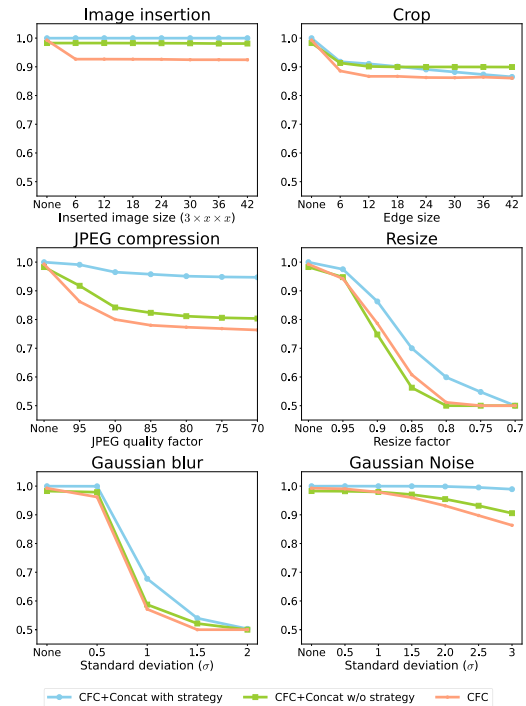 Image insertion
1.0
0.9
0.8
0.7
0.6
0.5
None 6 12 18 24 30 36 42
Inserted image size (3 × x × x)
Crop
1.0
0.9
0.8
0.7
0.6
0.5
None 6 12 18 24 30 36 42
Edge size
JPEG compression
1.0
0.9
0.8
0.7
0.6
0.5
None 95 90 85 80 75 70
JPEG quality factor
Resize
1.0
0.9
0.8
0.7
0.6
0.5
None 0.95 0.9 0.85 0.8 0.75 0.7
Resize factor
Gaussian blur
1.0
0.9
0.8
0.7
0.6
0.5
None 0.5 1 1.5 2
Standard deviation (σ)
Gaussian Noise
1.0
0.9
0.8
0.7
0.6
0.5
None 0.5 1 1.5 2.0 2.5 3
Standard deviation (σ)
CFC+Concat with strategy CFC+Concat w/o strategy CFC